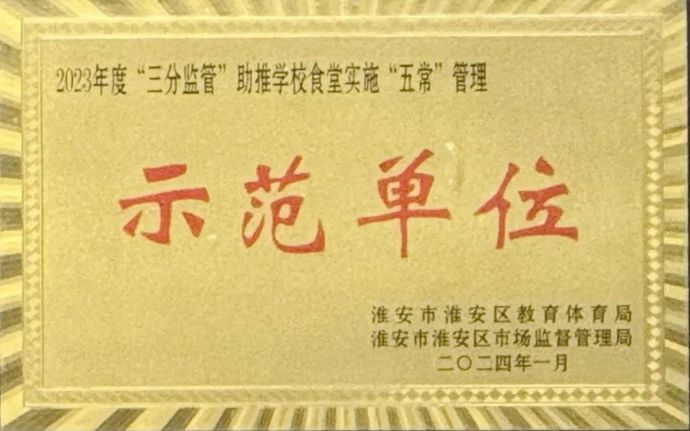 2023年度“三分监管”助推学校食堂实施“五常”管理
示范单位
淮安市淮安区教育体育局
淮安市淮安区市场监督管理局
二〇二四年一月